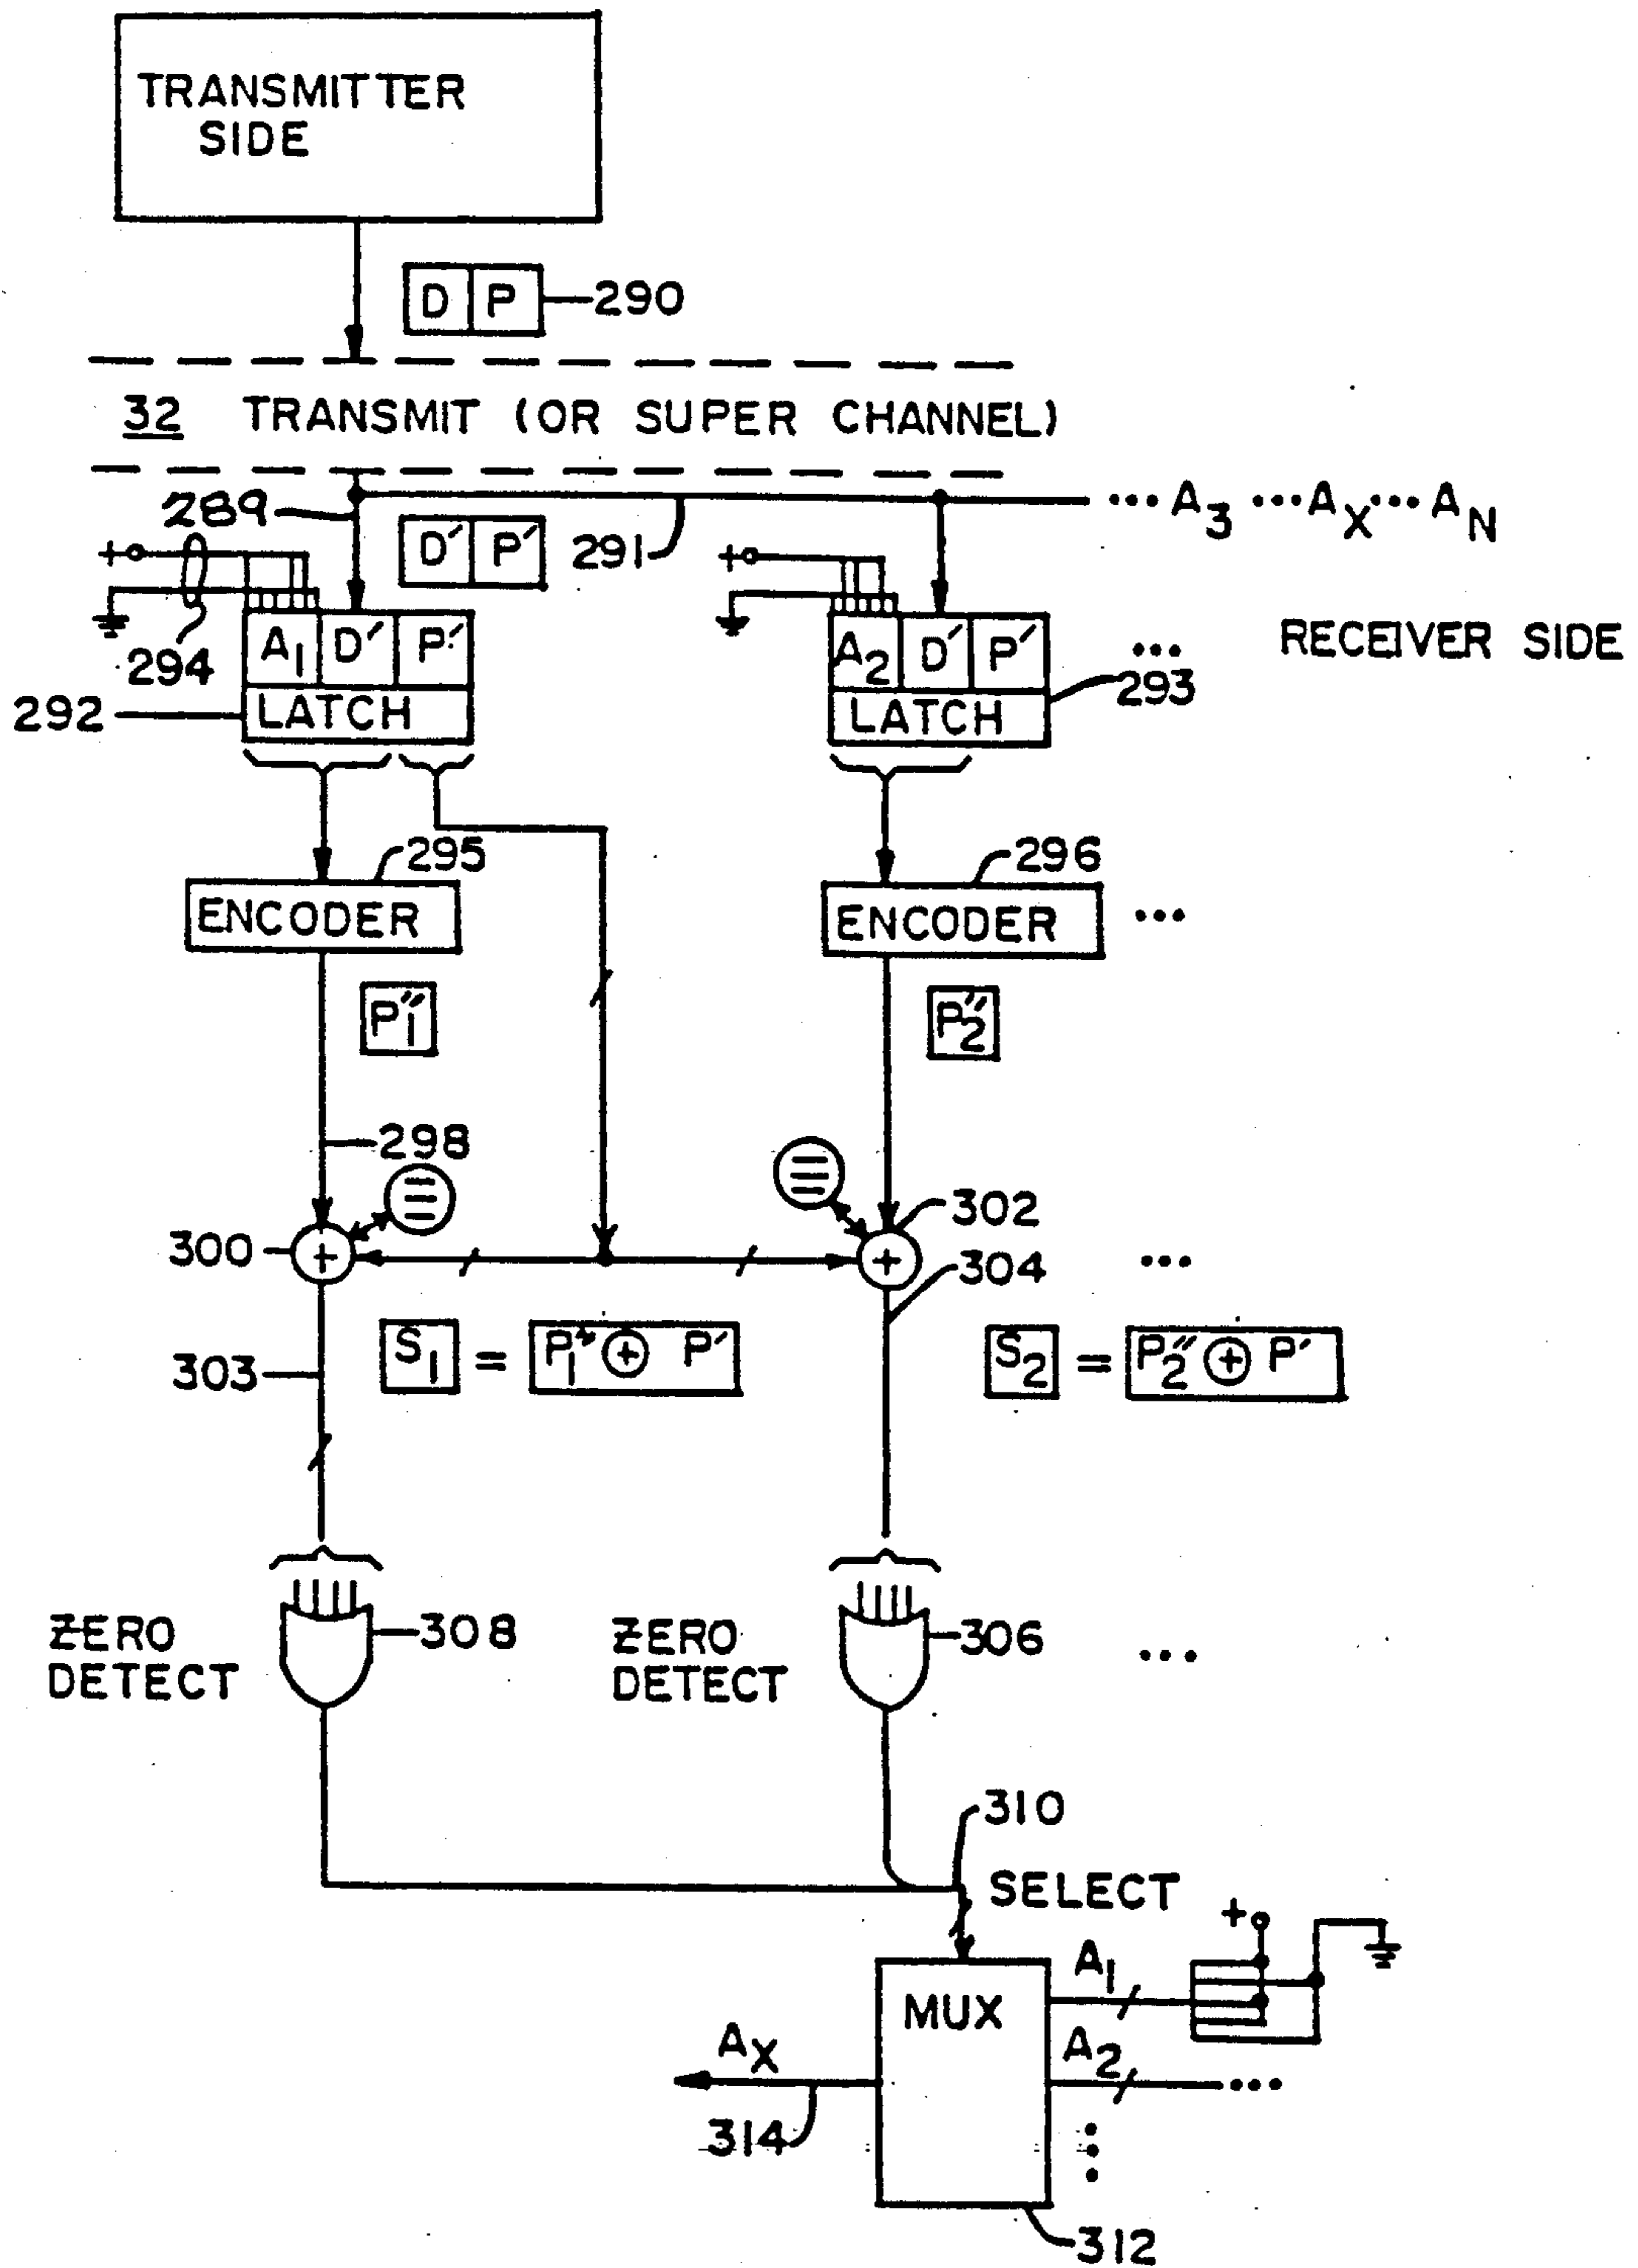 TRANSMITTER
SIDE
D P 290
32 TRANSMIT (OR SUPER CHANNEL)
289 D' P' 291 ... A3 ... AX ... AN
+ +
294 A1 D' P' A2 D' P' ... RECEIVER SIDE
292 LATCH LATCH 293
295 296
ENCODER ENCODER ...
P1" P2"
298
300 + + 302
304 ...
303 S1 = P1" ⊕ P' S2 = P2" ⊕ P'
ZERO
DETECT 308 ZERO
DETECT 306 ...
310
SELECT
+
MUX A1
AX A2 ...
314
312